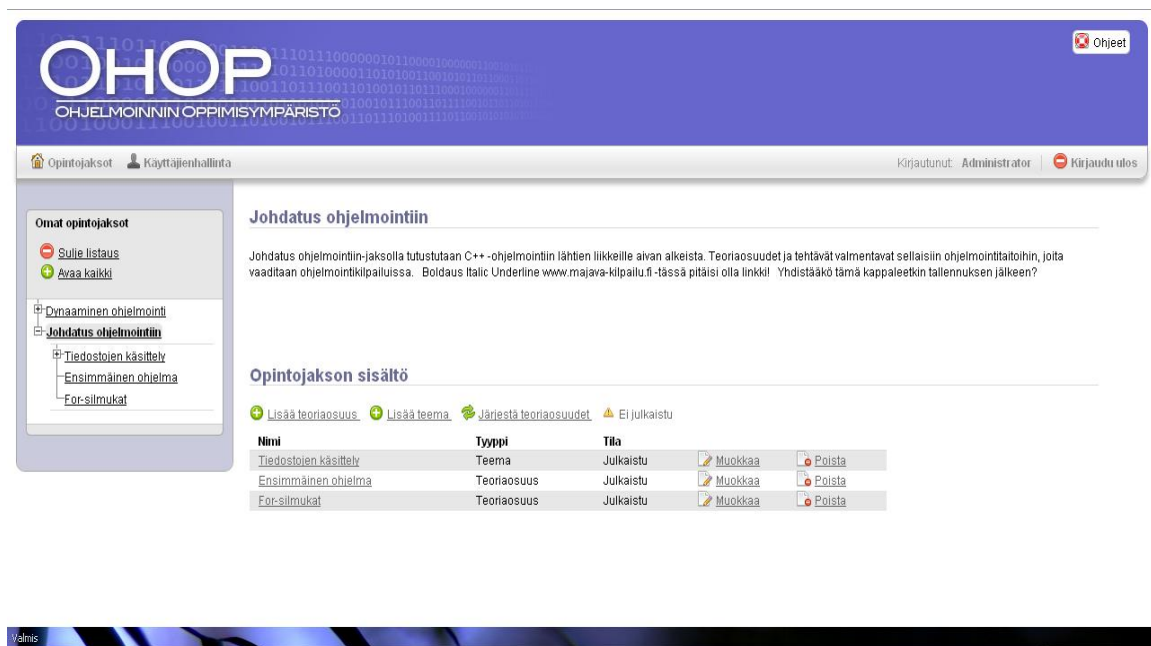 OHOP
OHJELMOINNIN OPPIMISYMPÄRISTÖ
Ohjeet
Opintojaksot Käyttäjienhallinta Kirjautunut: Administrator Kirjaudu ulos
Omat opintojaksot
Sulje listaus
Avaa kaikki
Dynaaminen ohjelmointi
Johdatus ohjelmointiin
Tiedostojen käsittely
Ensimmäinen ohjelma
For-silmukat
Johdatus ohjelmointiin
Johdatus ohjelmointiin-jaksolla tutustutaan C++ -ohjelmointiin lähtien liikkeille aivan alkeista. Teoriaosuudet ja tehtävät valmentavat sellaisiin ohjelmointitaitoihin, joita
vaaditaan ohjelmointikilpailuissa. Boldaus Italic Underline www.majava-kilpailu.fi -tässä pitäisi olla linkki! Yhdistääkö tämä kappaleetkin tallennuksen jälkeen?
Opintojakson sisältö
Lisää teoriaosuus Lisää teema Järjestä teoriaosuudet Ei julkaistu
Nimi Tyyppi Tila
Tiedostojen käsittely Teema Julkaistu Muokkaa Poista
Ensimmäinen ohjelma Teoriaosuus Julkaistu Muokkaa Poista
For-silmukat Teoriaosuus Julkaistu Muokkaa Poista
Valmis